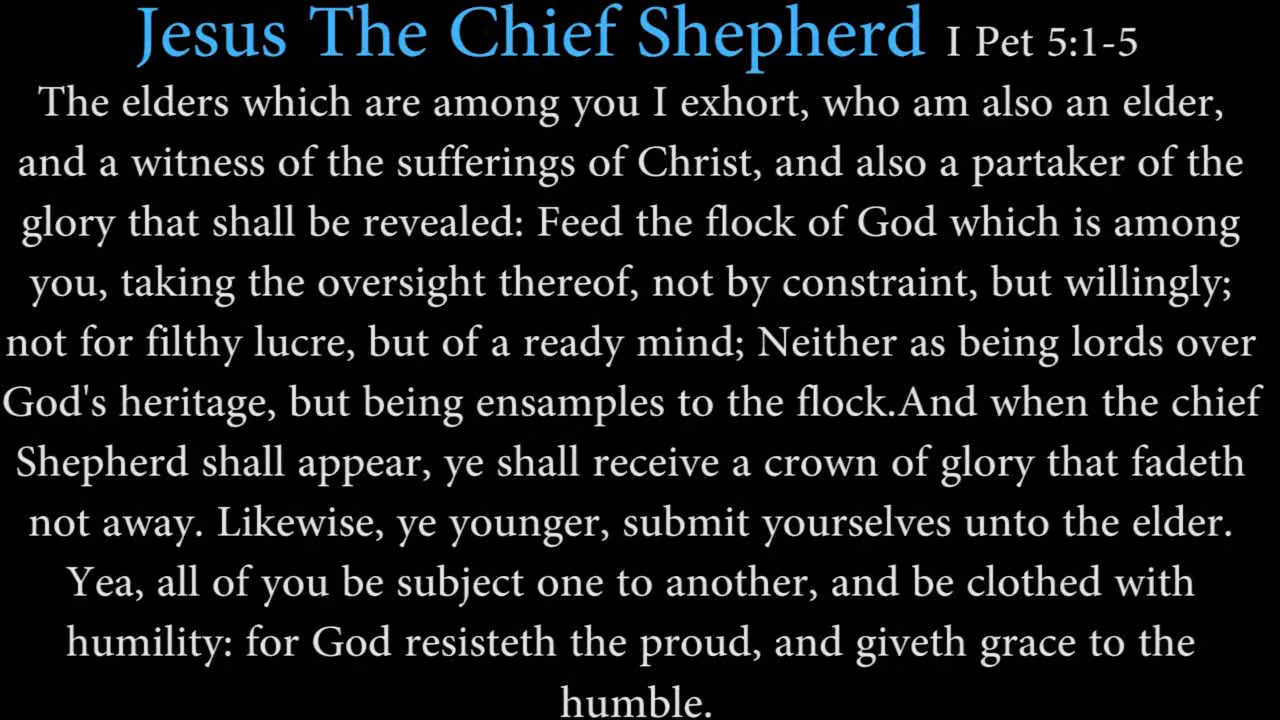 Jesus The Chief Shepherd I Pet 5:1-5
The elders which are among you I exhort, who am also an elder,
and a witness of the sufferings of Christ, and also a partaker of the
glory that shall be revealed: Feed the flock of God which is among
you, taking the oversight thereof, not by constraint, but willingly;
not for filthy lucre, but of a ready mind; Neither as being lords over
God's heritage, but being ensamples to the flock.And when the chief
Shepherd shall appear, ye shall receive a crown of glory that fadeth
not away. Likewise, ye younger, submit yourselves unto the elder.
Yea, all of you be subject one to another, and be clothed with
humility: for God resisteth the proud, and giveth grace to the
humble.